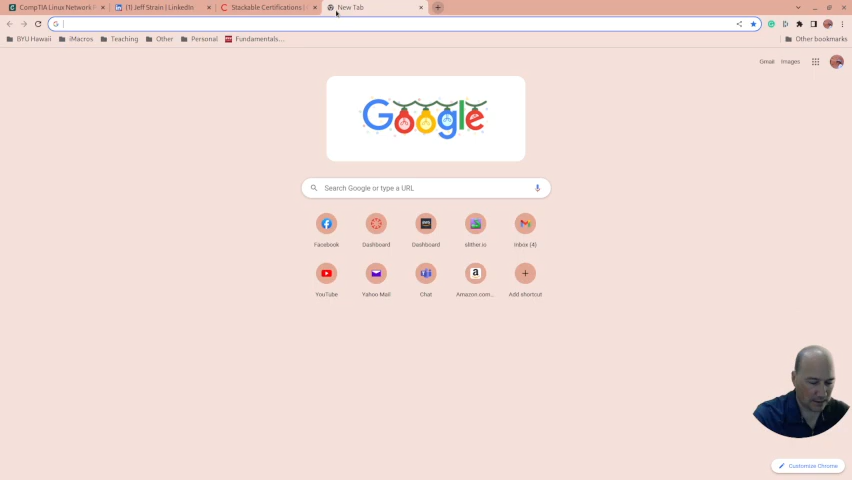 CompTIA Linux Network P
(1) Jeff Strain | LinkedIn
Stackable Certifications
New Tab
BYU Hawaii
iMacros
Teaching
Other
Personal
Fundamentals...
Other bookmarks
Gmail
Images
Google
Search Google or type a URL
Facebook
Dashboard
Dashboard
slither.io
Inbox (4)
YouTube
Yahoo Mail
Chat
Amazon.com...
Add shortcut
Customize Chrome